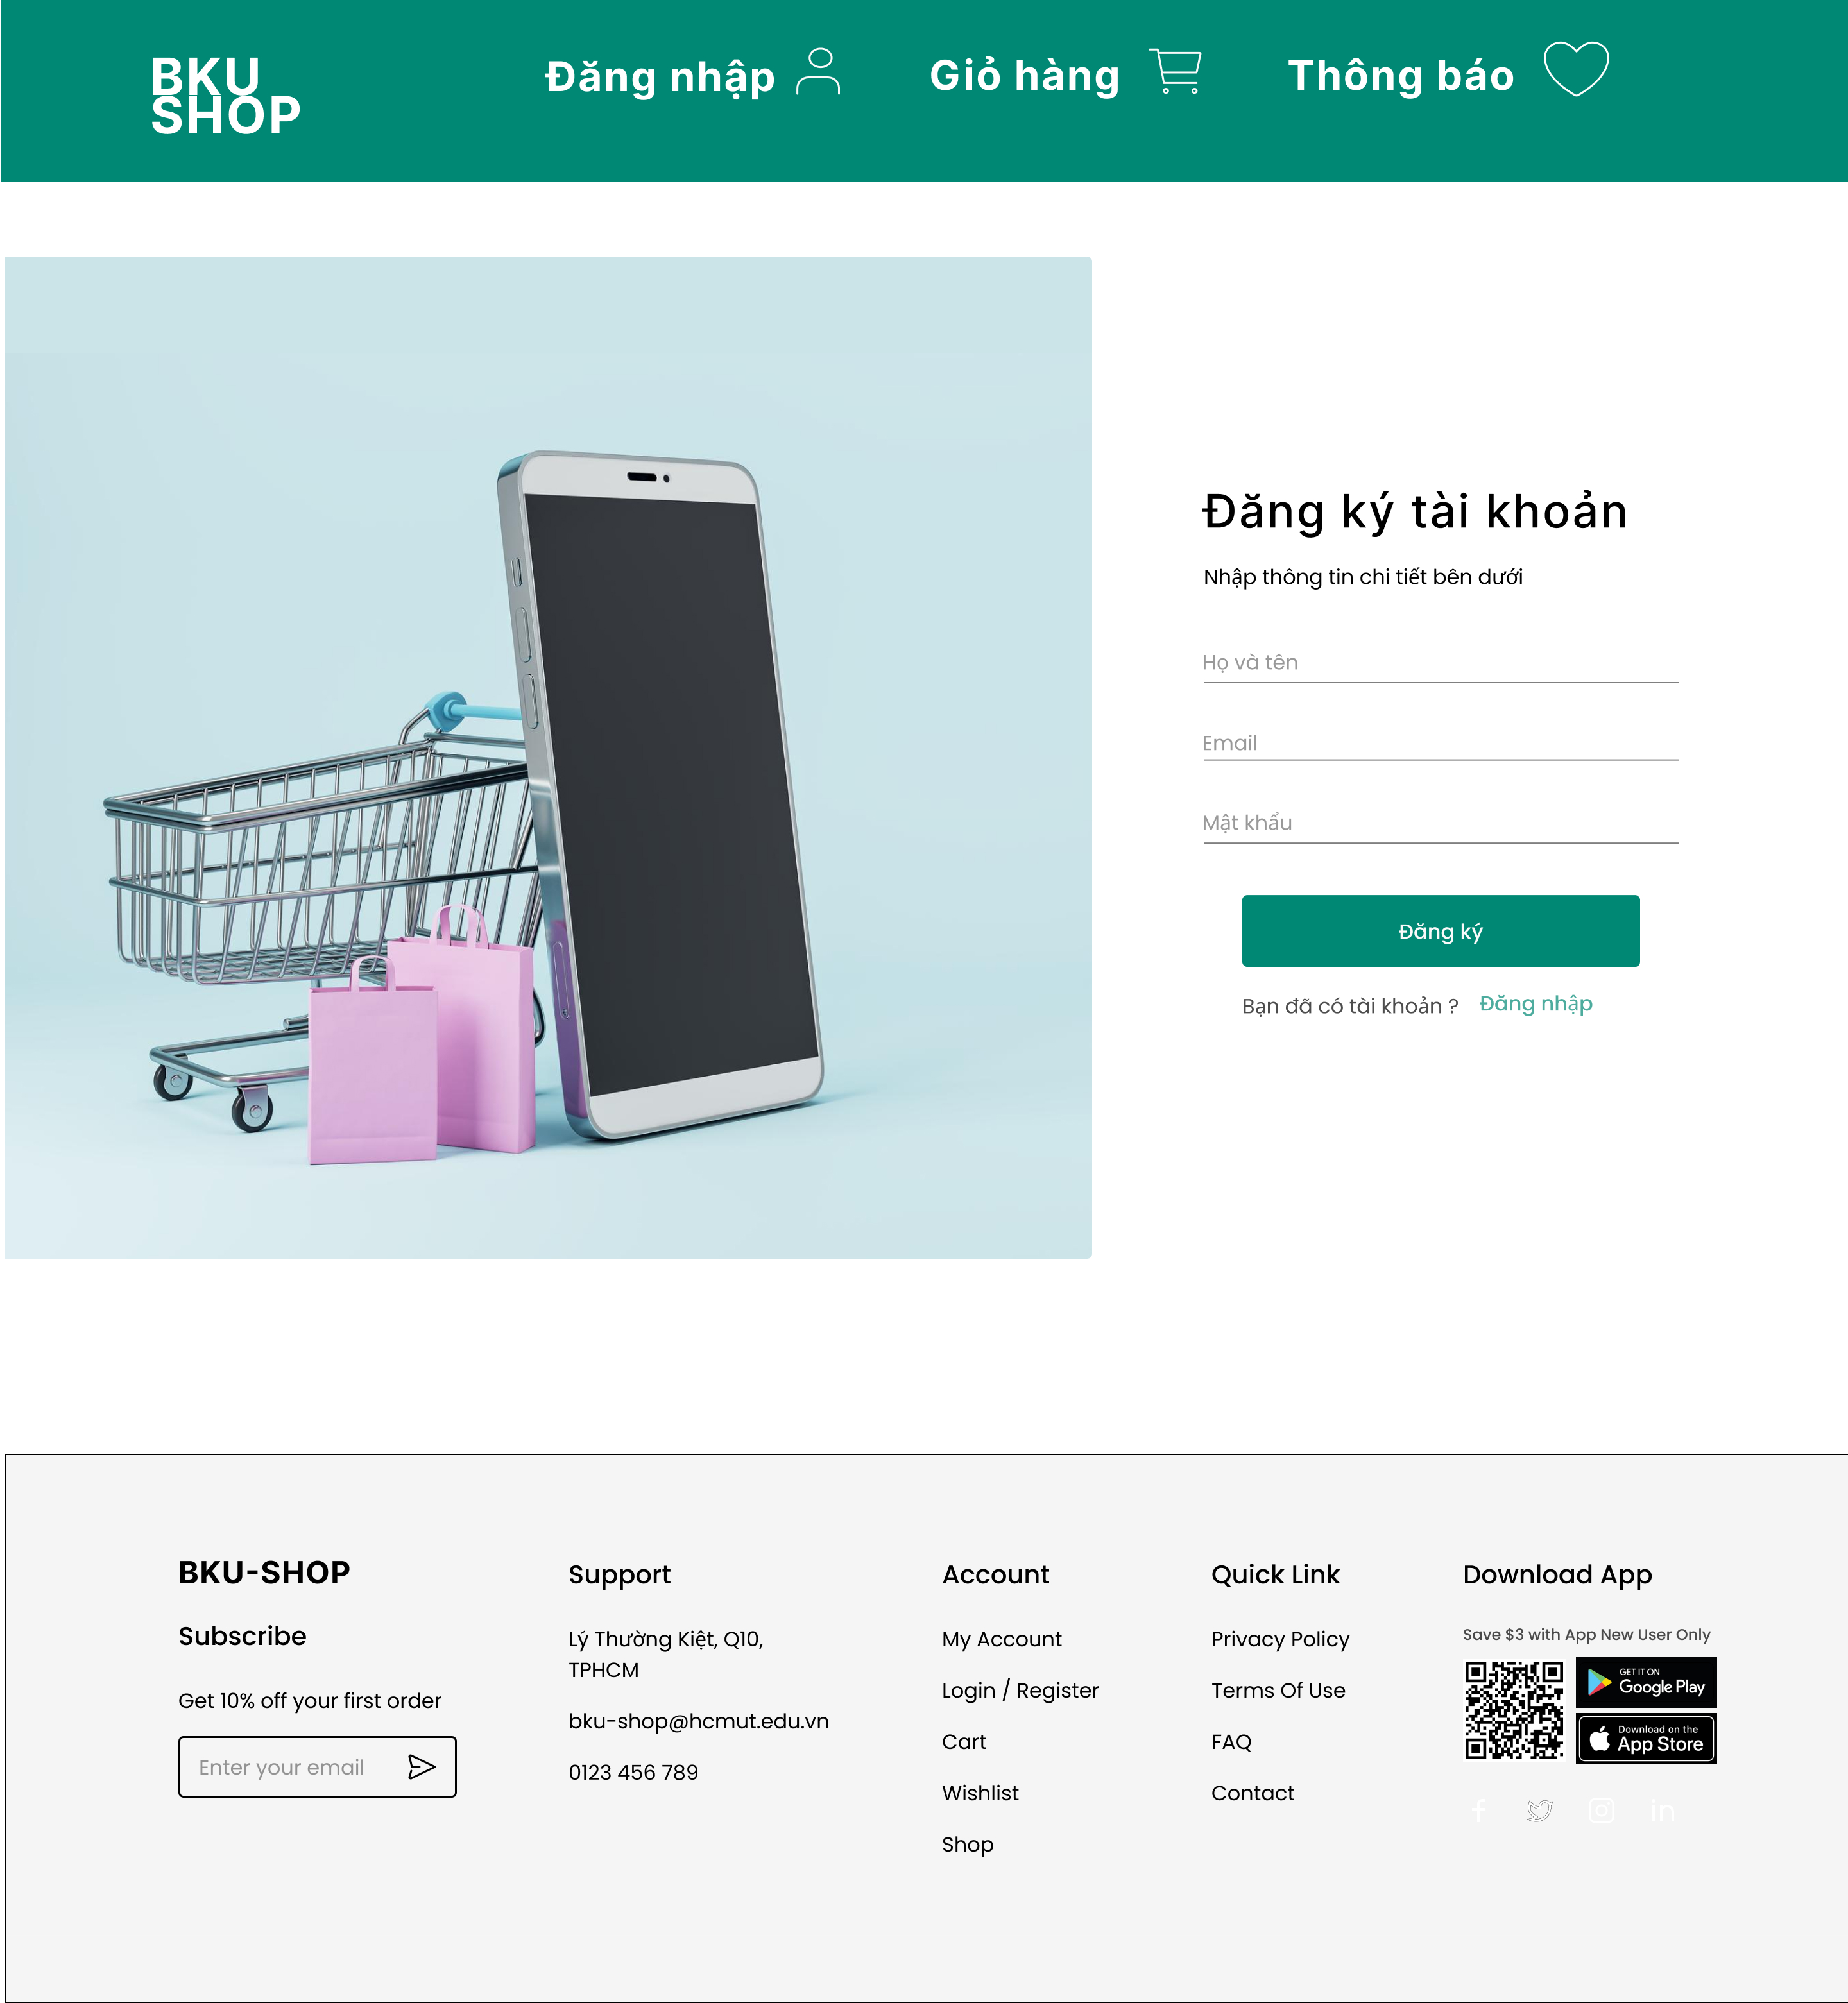 BKU
SHOP
Đăng nhập
Giỏ hàng
Thông báo
Đăng ký tài khoản
Nhập thông tin chi tiết bên dưới
Họ và tên
Email
Mật khẩu
Đăng ký
Bạn đã có tài khoản ?
Đăng nhập
BKU-SHOP
Subscribe
Get 10% off your first order
Enter your email
Support
Lý Thường Kiệt, Q10,
TPHCM
bku-shop@hcmut.edu.vn
0123 456 789
Account
My Account
Login / Register
Cart
Wishlist
Shop
Quick Link
Privacy Policy
Terms Of Use
FAQ
Contact
Download App
Save $3 with App New User Only
GET IT ON
Google Play
Download on the
App Store